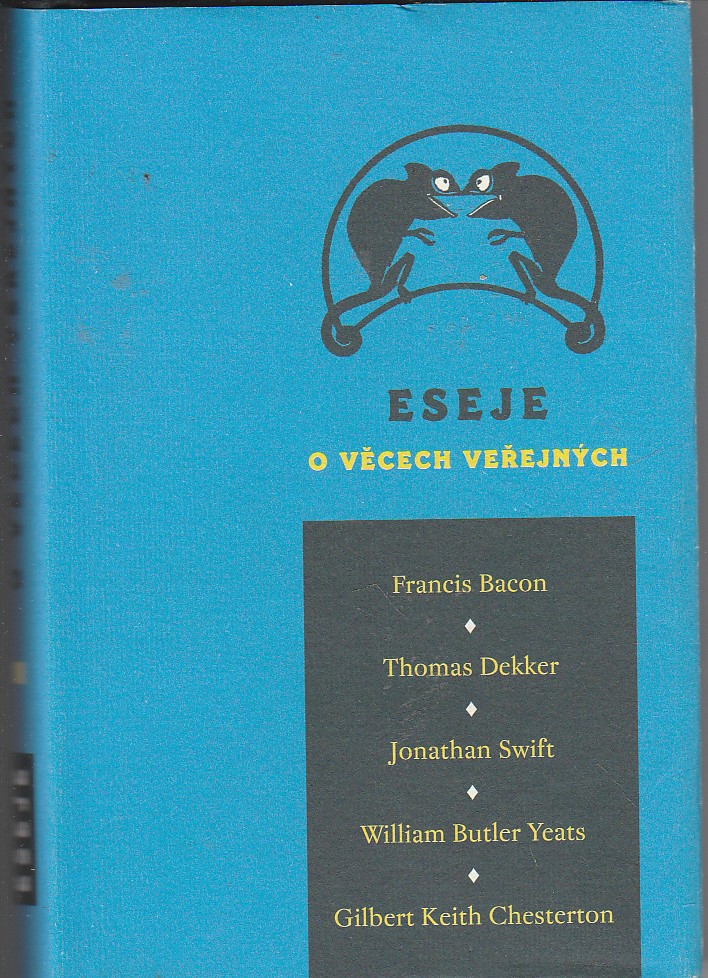 ESEJE
O VĚCECH VEŘEJNÝCH
Francis Bacon
Thomas Dekker
Jonathan Swift
William Butler Yeats
Gilbert Keith Chesterton